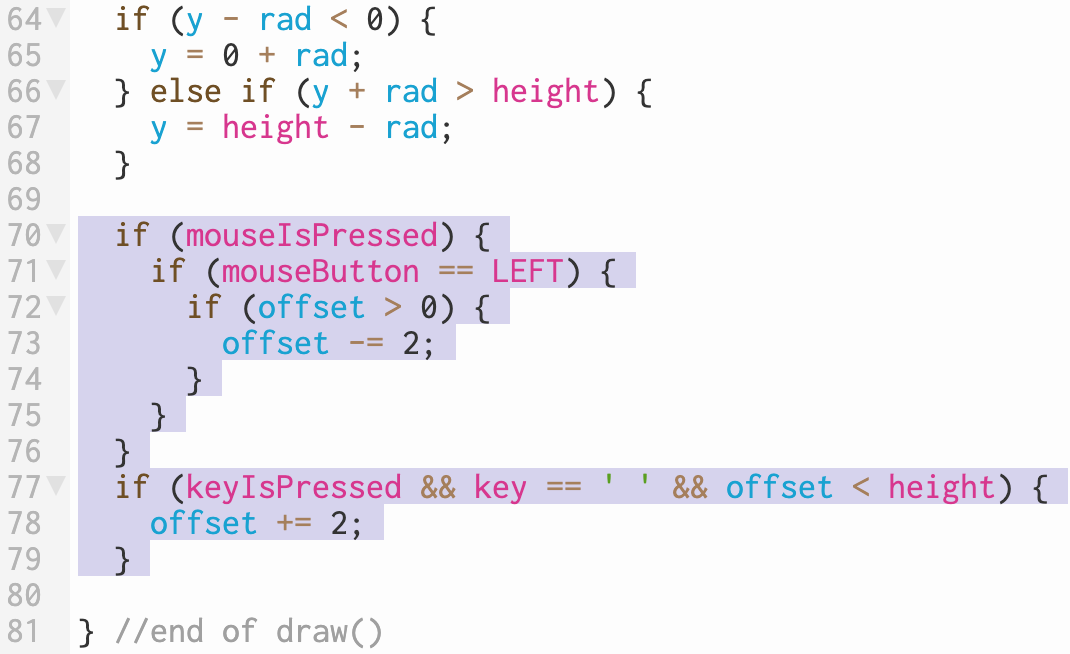 64 if (y - rad < 0) {
65 y = 0 + rad;
66 } else if (y + rad > height) {
67 y = height - rad;
68 }
69
70 if (mouseIsPressed) {
71 if (mouseButton == LEFT) {
72 if (offset > 0) {
73 offset -= 2;
74 }
75 }
76 }
77 if (keyIsPressed && key == ' ' && offset < height) {
78 offset += 2;
79 }
80
81 } //end of draw()